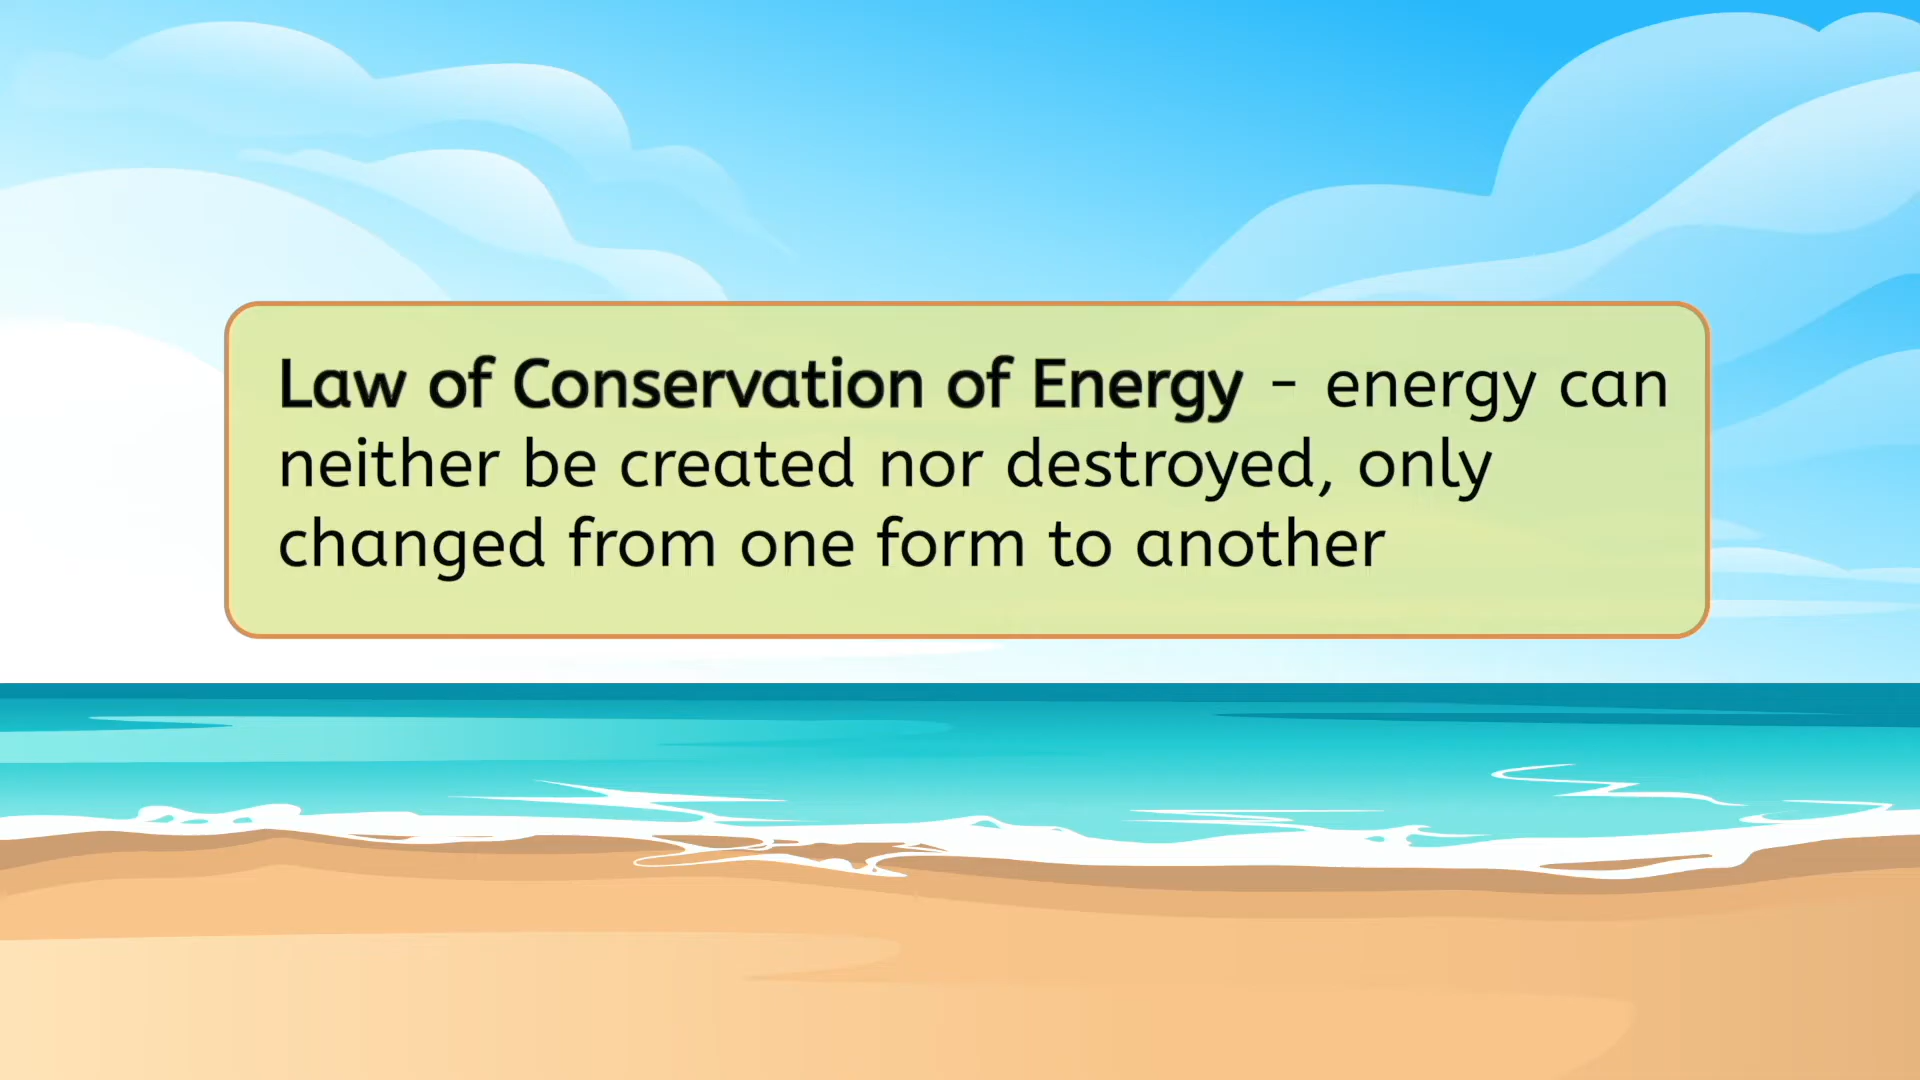 Law of Conservation of Energy - energy can
neither be created nor destroyed, only
changed from one form to another